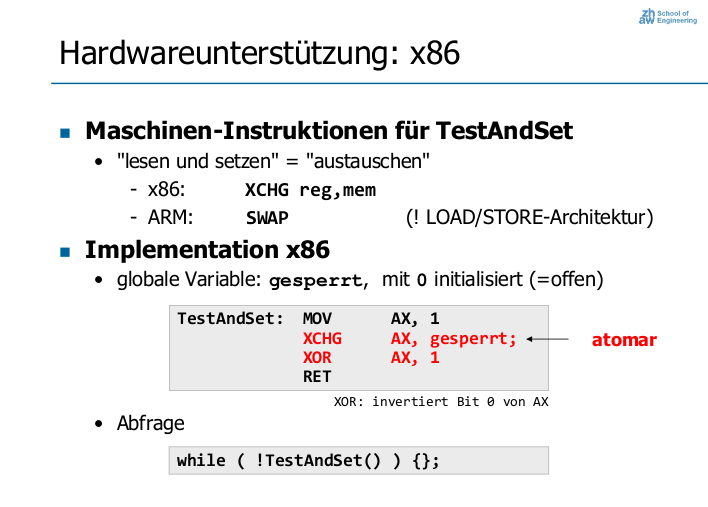 zh
aw School of
Engineering
Hardwareunterstützung: x86
Maschinen-Instruktionen für TestAndSet
• "lesen und setzen" = "austauschen"
- x86: XCHG reg,mem
- ARM: SWAP (! LOAD/STORE-Architektur)
Implementation x86
• globale Variable: gesperrt, mit 0 initialisiert (=offen)
TestAndSet: MOV AX, 1
XCHG AX, gesperrt; atomar
XOR AX, 1
RET
XOR: invertiert Bit 0 von AX
• Abfrage
while ( !TestAndSet() ) {};